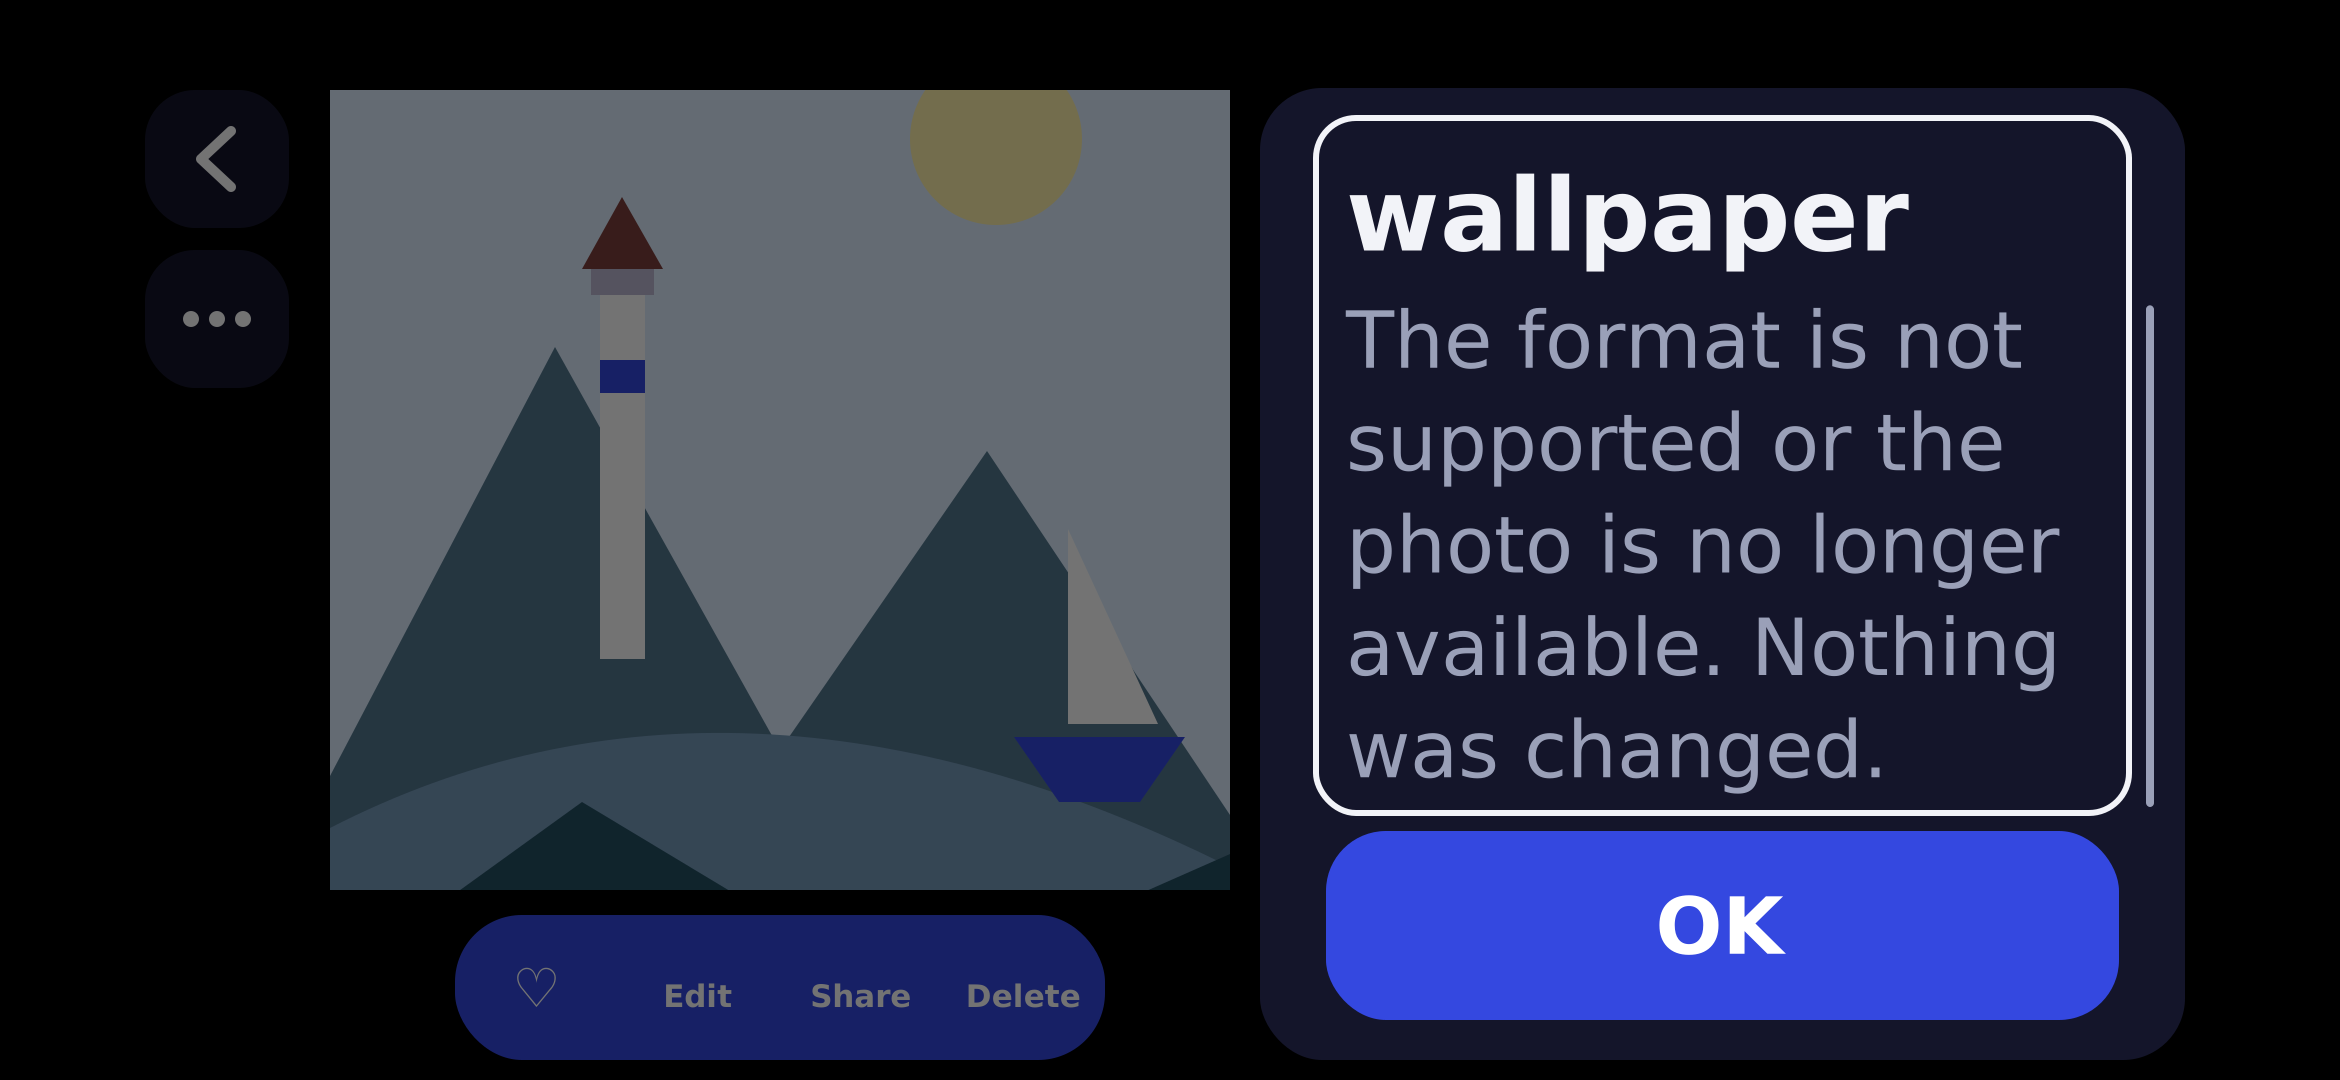 wallpaper
The format is not
supported or the
photo is no longer
available. Nothing
was changed.
OK
♡ Edit Share Delete